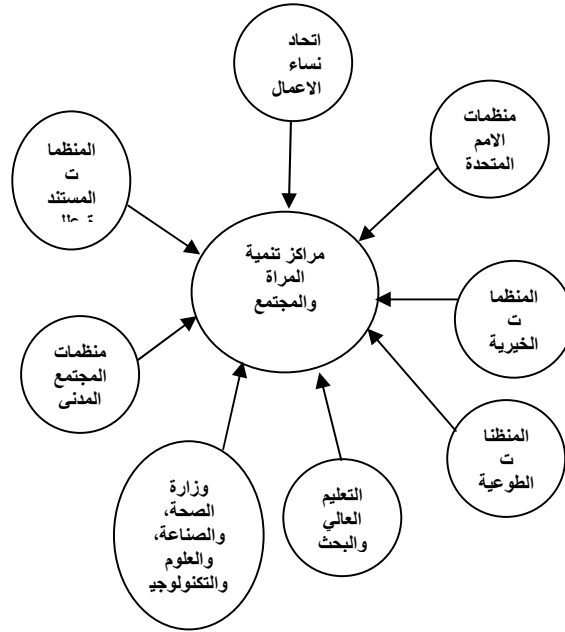 اتحاد
نساء
الاعمال
منظمات
الامم
المتحدة
المنظما
ت
المستند
مراكز تنمية
المراة
والمجتمع
المنظما
ت
الخيرية
منظمات
المجتمع
المدنى
المنظنا
ت
الطوعية
التعليم
العالي
والبحث
وزارة
الصحة،
والصناعة،
والعلوم
والتكنولوجي